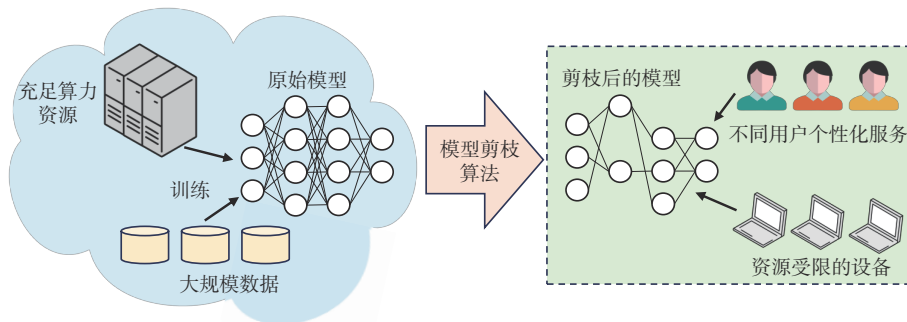 充足算力
资源
原始模型
训练
大规模数据
模型剪枝
算法
剪枝后的模型
不同用户个性化服务
资源受限的设备